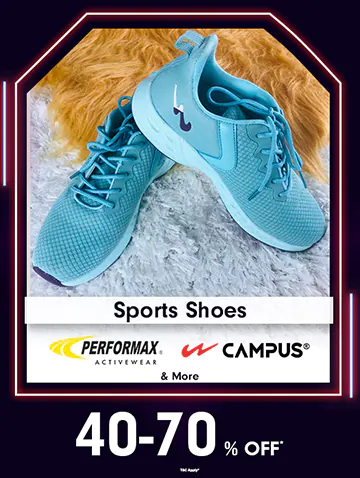 Sports Shoes
PERFORMAX
ACTIVEWEAR
CAMPUS®
& More
40-70 % OFF*
T&C Apply*